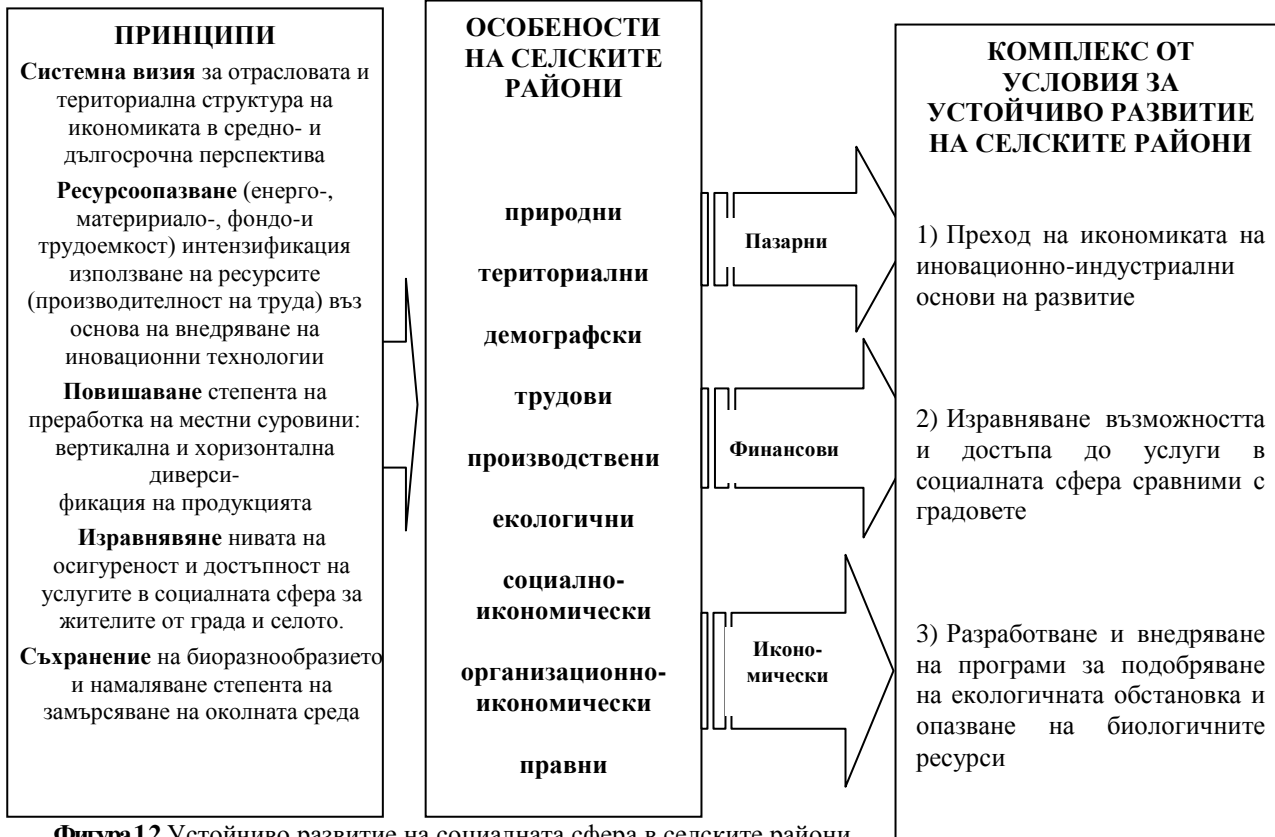 ПРИНЦИПИ
Системна визия за отрасловата и
териториална структура на
икономиката в средно- и
дългосрочна перспектива
Ресурсоопазване (енерго-,
материриало-, фондо-и
трудоемкост) интензификация
използване на ресурсите
(производителност на труда) въз
основа на внедряване на
иновационни технологии
Повишаване степента на
преработка на местни суровини:
вертикална и хоризонтална
диверси-
фикация на продукцията
Изравнявяне нивата на
осигуреност и достъпност на
услугите в социалната сфера за
жителите от града и селото.
Съхранение на биоразнообразието
и намаляване степента на
замърсяване на околната среда
ОСОБЕНОСТИ
НА СЕЛСКИТЕ
РАЙОНИ
природни
териториални
демографски
трудови
производствени
екологични
социално-
икономически
организационно-
икономически
правни
Пазарни
Финансови
Иконо-
мически
КОМПЛЕКС ОТ
УСЛОВИЯ ЗА
УСТОЙЧИВО РАЗВИТИЕ
НА СЕЛСКИТЕ РАЙОНИ
1) Преход на икономиката на
иновационно-индустриални
основи на развитие
2) Изравняване възможността
и достъпа до услуги в
социалната сфера сравними с
градовете
3) Разработване и внедряване
на програми за подобряване
на екологичната обстановка и
опазване на биологичните
ресурси
Фигура 12 Устойчиво развитие на социалната сфера в селските райони